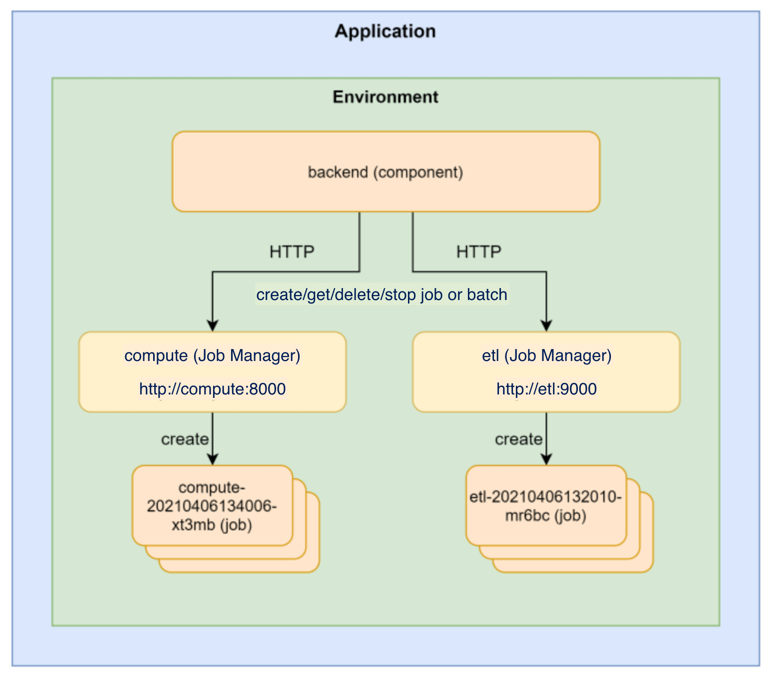 Application
Environment
backend (component)
HTTP
HTTP
create/get/delete/stop job or batch
compute (Job Manager)
http://compute:8000
etl (Job Manager)
http://etl:9000
create
create
compute-
20210406134006-
xt3mb (job)
etl-20210406132010-
mr6bc (job)